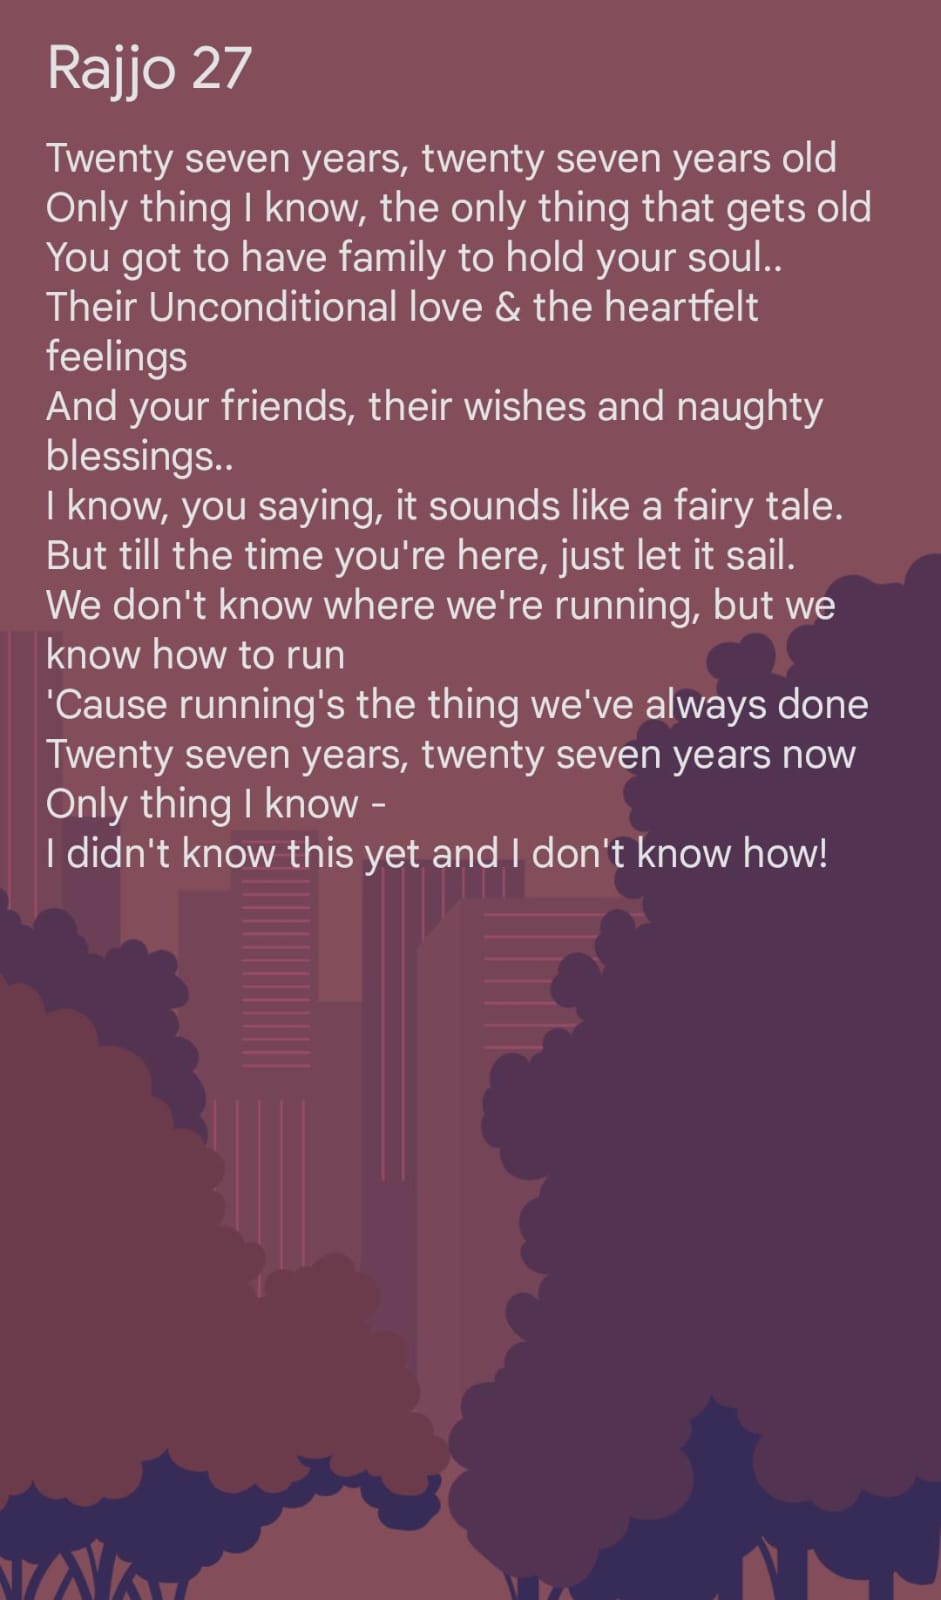 Rajjo 27
Twenty seven years, twenty seven years old
Only thing I know, the only thing that gets old
You got to have family to hold your soul..
Their Unconditional love & the heartfelt
feelings
And your friends, their wishes and naughty
blessings..
I know, you saying, it sounds like a fairy tale.
But till the time you're here, just let it sail.
We don't know where we're running, but we
know how to run
'Cause running's the thing we've always done
Twenty seven years, twenty seven years now
Only thing I know -
I didn't know this yet and I don't know how!